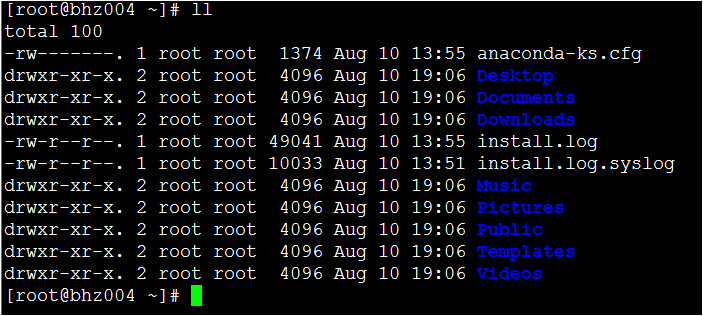 [root@bhz004 ~]# ll
total 100
-rw-------. 1 root root  1374 Aug 10 13:55 anaconda-ks.cfg
drwxr-xr-x. 2 root root  4096 Aug 10 19:06 Desktop
drwxr-xr-x. 2 root root  4096 Aug 10 19:06 Documents
drwxr-xr-x. 2 root root  4096 Aug 10 19:06 Downloads
-rw-r--r--. 1 root root 49041 Aug 10 13:55 install.log
-rw-r--r--. 1 root root 10033 Aug 10 13:51 install.log.syslog
drwxr-xr-x. 2 root root  4096 Aug 10 19:06 Music
drwxr-xr-x. 2 root root  4096 Aug 10 19:06 Pictures
drwxr-xr-x. 2 root root  4096 Aug 10 19:06 Public
drwxr-xr-x. 2 root root  4096 Aug 10 19:06 Templates
drwxr-xr-x. 2 root root  4096 Aug 10 19:06 Videos
[root@bhz004 ~]#